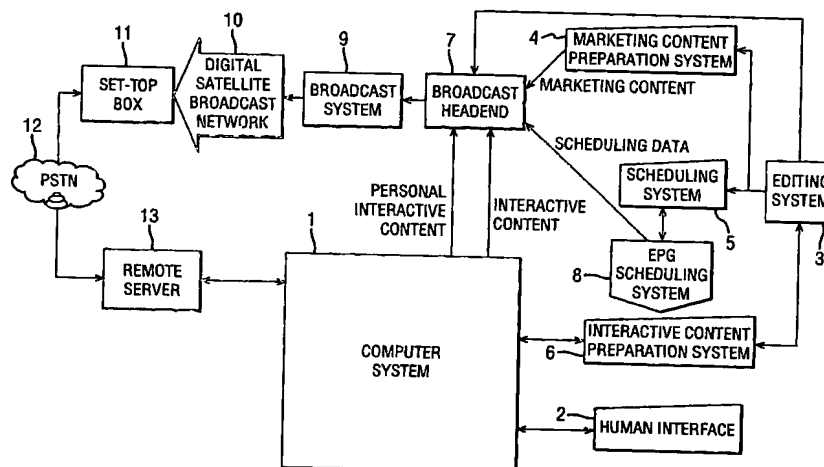 11
SET-TOP
BOX
10
DIGITAL
SATELLITE
BROADCAST
NETWORK
9
BROADCAST
SYSTEM
7
BROADCAST
HEADEND
4
MARKETING CONTENT
PREPARATION SYSTEM
MARKETING CONTENT
SCHEDULING DATA
SCHEDULING
SYSTEM
5
EDITING
SYSTEM
3
12
PSTN
13
REMOTE
SERVER
PERSONAL
INTERACTIVE
CONTENT
INTERACTIVE
CONTENT
8
EPG
SCHEDULING
SYSTEM
1
COMPUTER
SYSTEM
6
INTERACTIVE CONTENT
PREPARATION SYSTEM
2
HUMAN INTERFACE